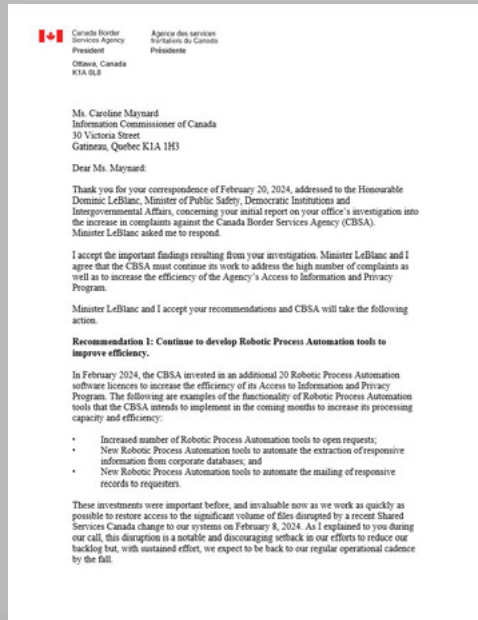 Canada Border
Services Agency
Agence des services
frontaliers du Canada
President
Présidente
Ottawa, Canada
K1A 0L8
Ms. Caroline Maynard
Information Commissioner of Canada
30 Victoria Street
Gatineau, Quebec K1A 1H3
Dear Ms. Maynard:
Thank you for your correspondence of February 20, 2024, addressed to the Honourable
Dominic LeBlanc, Minister of Public Safety, Democratic Institutions and
Intergovernmental Affairs, concerning your initial report on your office's investigation into
the increase in complaints against the Canada Border Services Agency (CBSA).
Minister LeBlanc asked me to respond.
I accept the important findings resulting from your investigation. Minister LeBlanc and I
agree that the CBSA must continue its work to address the high number of complaints as
well as to increase the efficiency of the Agency's Access to Information and Privacy
Program.
Minister LeBlanc and I accept your recommendations and CBSA will take the following
action.
Recommendation 1: Continue to develop Robotic Process Automation tools to
improve efficiency.
In February 2024, the CBSA invested in an additional 20 Robotic Process Automation
software licences to increase the efficiency of its Access to Information and Privacy
Program. The following are examples of the functionality of Robotic Process Automation
tools that the CBSA intends to implement in the coming months to increase its processing
capacity and efficiency:
• Increased number of Robotic Process Automation tools to open requests;
• New Robotic Process Automation tools to automate the extraction of responsive
information from corporate databases; and
• New Robotic Process Automation tools to automate the mailing of responsive
records to requesters.
These investments were important before, and invaluable now as we work as quickly as
possible to restore access to the significant volume of files disrupted by a recent Shared
Services Canada change to our systems on February 8, 2024. As I explained to you during
our call, this disruption is a notable and discouraging setback in our efforts to reduce our
backlog but, with sustained effort, we expect to be back to our regular operational cadence
by the fall.